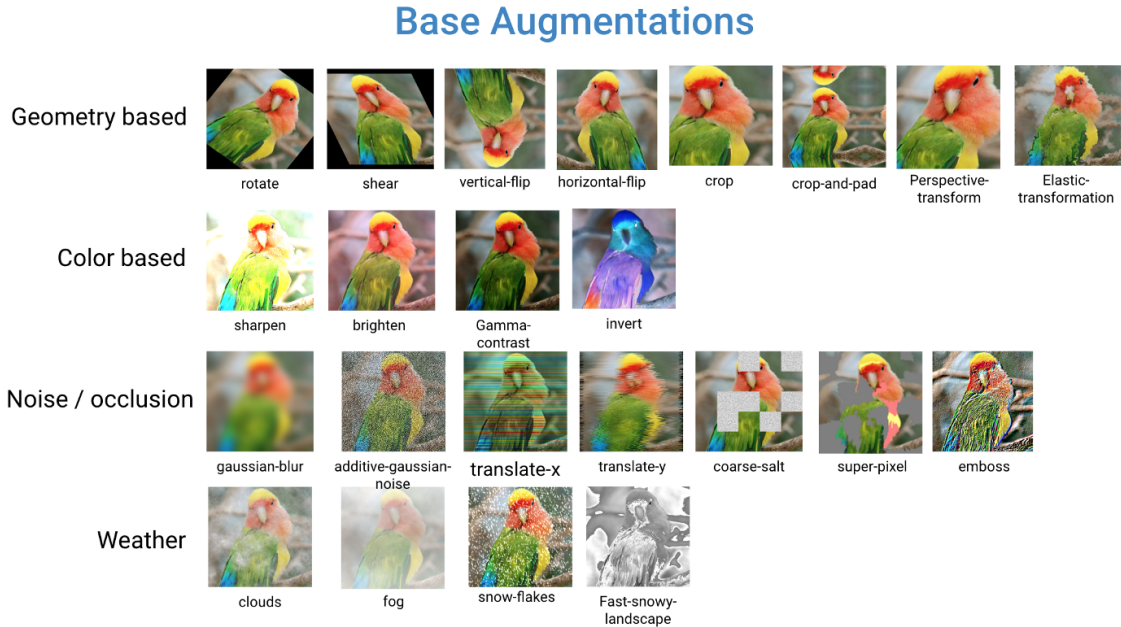 Base Augmentations
Geometry based
rotate
shear
vertical-flip
horizontal-flip
crop
crop-and-pad
Perspective-
transform
Elastic-
transformation
Color based
sharpen
brighten
Gamma-
contrast
invert
Noise / occlusion
gaussian-blur
additive-gaussian-
noise
translate-x
translate-y
coarse-salt
super-pixel
emboss
Weather
clouds
fog
snow-flakes
Fast-snowy-
landscape